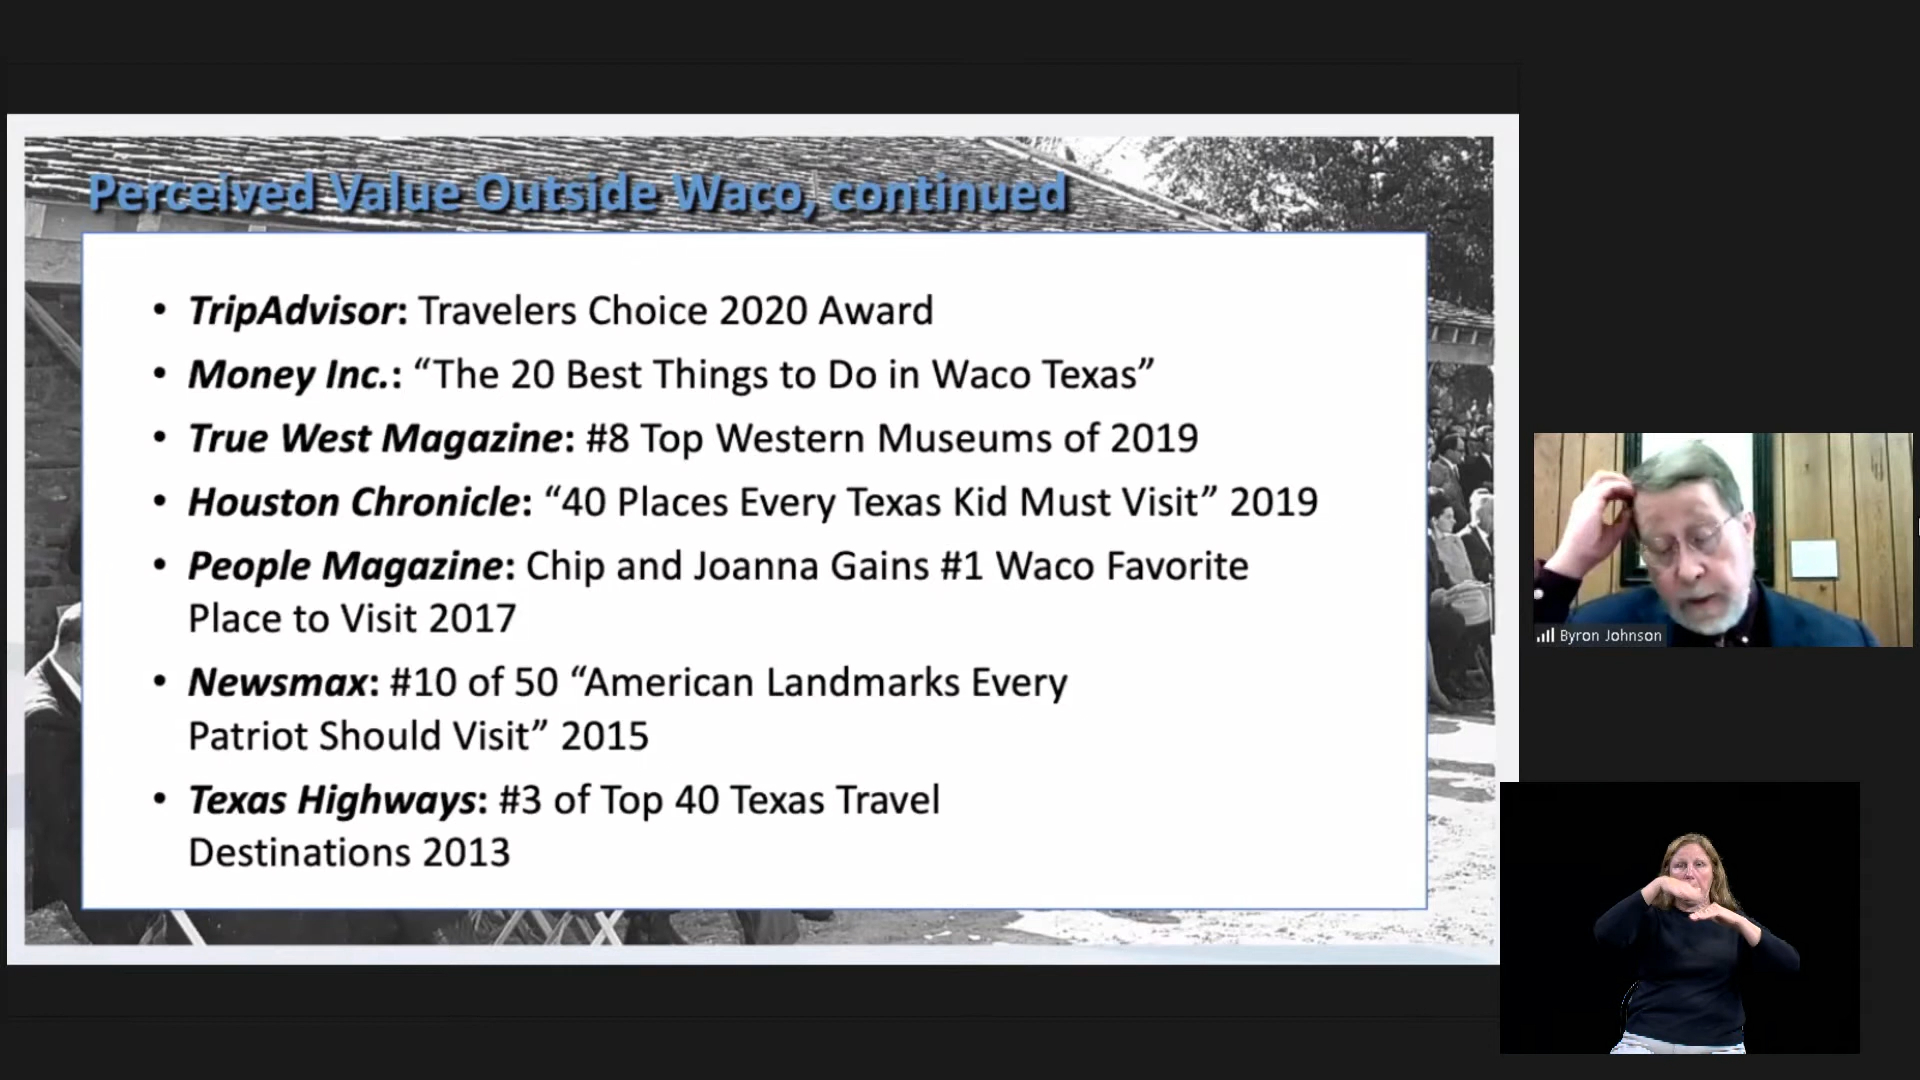 Perceived Value Outside Waco, continued
• TripAdvisor: Travelers Choice 2020 Award
• Money Inc.: “The 20 Best Things to Do in Waco Texas”
• True West Magazine: #8 Top Western Museums of 2019
• Houston Chronicle: “40 Places Every Texas Kid Must Visit” 2019
• People Magazine: Chip and Joanna Gains #1 Waco Favorite
Place to Visit 2017
• Newsmax: #10 of 50 “American Landmarks Every
Patriot Should Visit” 2015
• Texas Highways: #3 of Top 40 Texas Travel
Destinations 2013
Byron Johnson